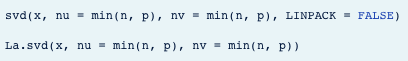 svd(x, nu = min(n, p), nv = min(n, p), LINPACK = FALSE)
La.svd(x, nu = min(n, p), nv = min(n, p))